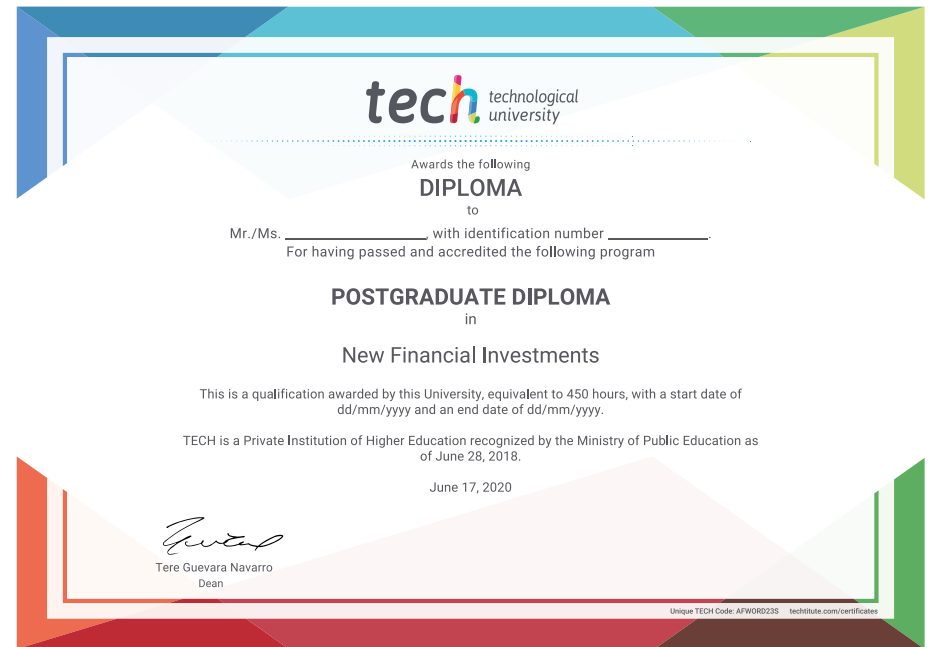 tech technological
university
Awards the following
DIPLOMA
to
Mr./Ms. ____________________, with identification number ______________.
For having passed and accredited the following program
POSTGRADUATE DIPLOMA
in
New Financial Investments
This is a qualification awarded by this University, equivalent to 450 hours, with a start date of
dd/mm/yyyy and an end date of dd/mm/yyyy.
TECH is a Private Institution of Higher Education recognized by the Ministry of Public Education as
of June 28, 2018.
June 17, 2020
Tere Guevara Navarro
Dean
Unique TECH Code: AFWORD23S techtitute.com/certificates